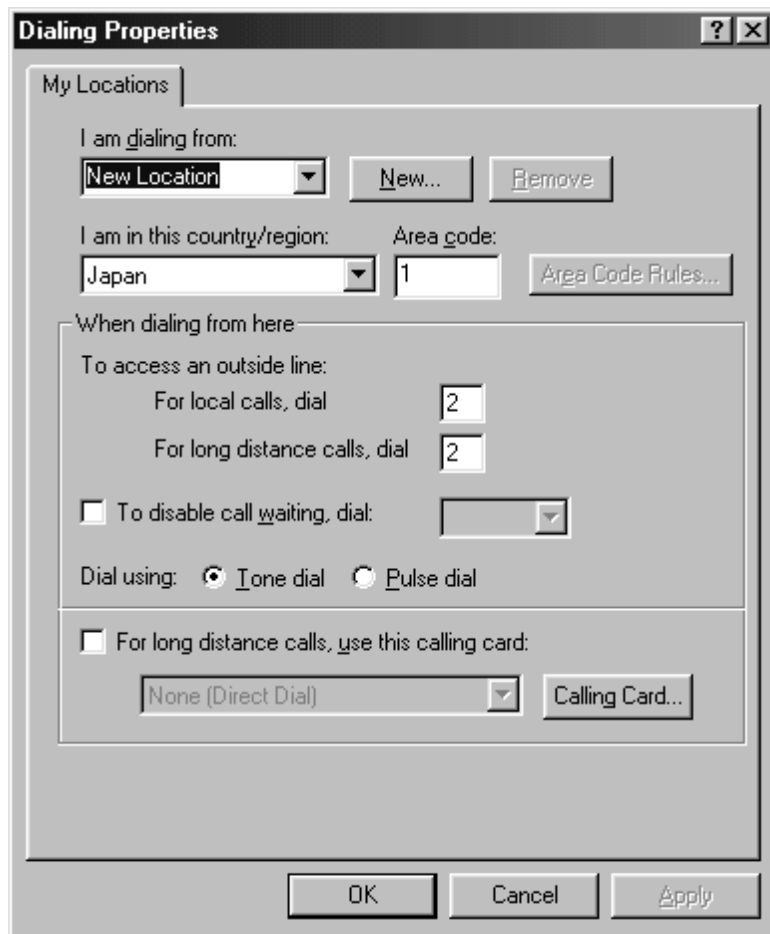 Dialing Properties
My Locations
I am dialing from:
New Location New... Remove
I am in this country/region: Area code:
Japan 1 Area Code Rules...
When dialing from here
To access an outside line:
For local calls, dial 2
For long distance calls, dial 2
To disable call waiting, dial:
Dial using: Tone dial Pulse dial
For long distance calls, use this calling card:
None (Direct Dial) Calling Card...
OK Cancel Apply